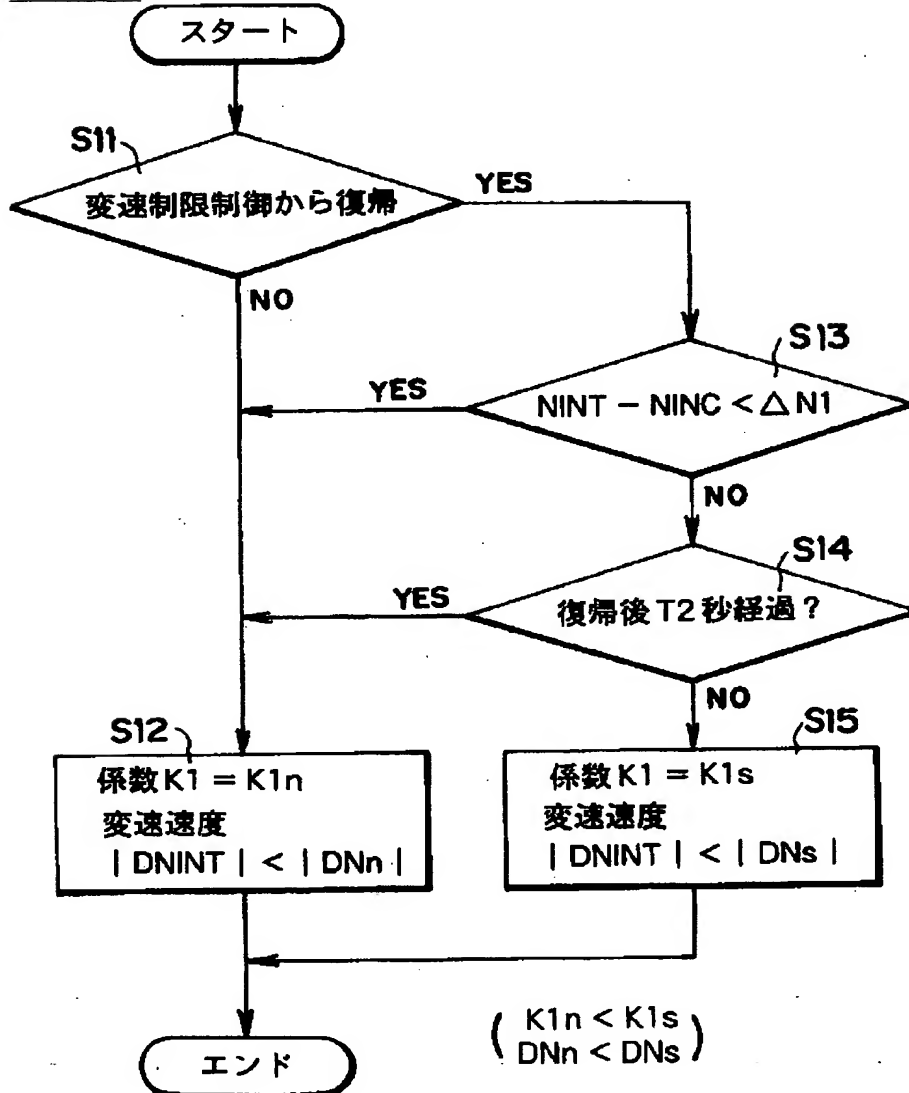 スタート
S11
変速制限制御から復帰
YES
NO
S13
NINT − NINC < △N1
YES
NO
S14
復帰後T2秒経過?
YES
NO
S12
係数K1 = K1n
変速速度
| DNINT | < | DNn |
S15
係数K1 = K1s
変速速度
| DNINT | < | DNs |
エンド
( K1n < K1s
DNn < DNs )